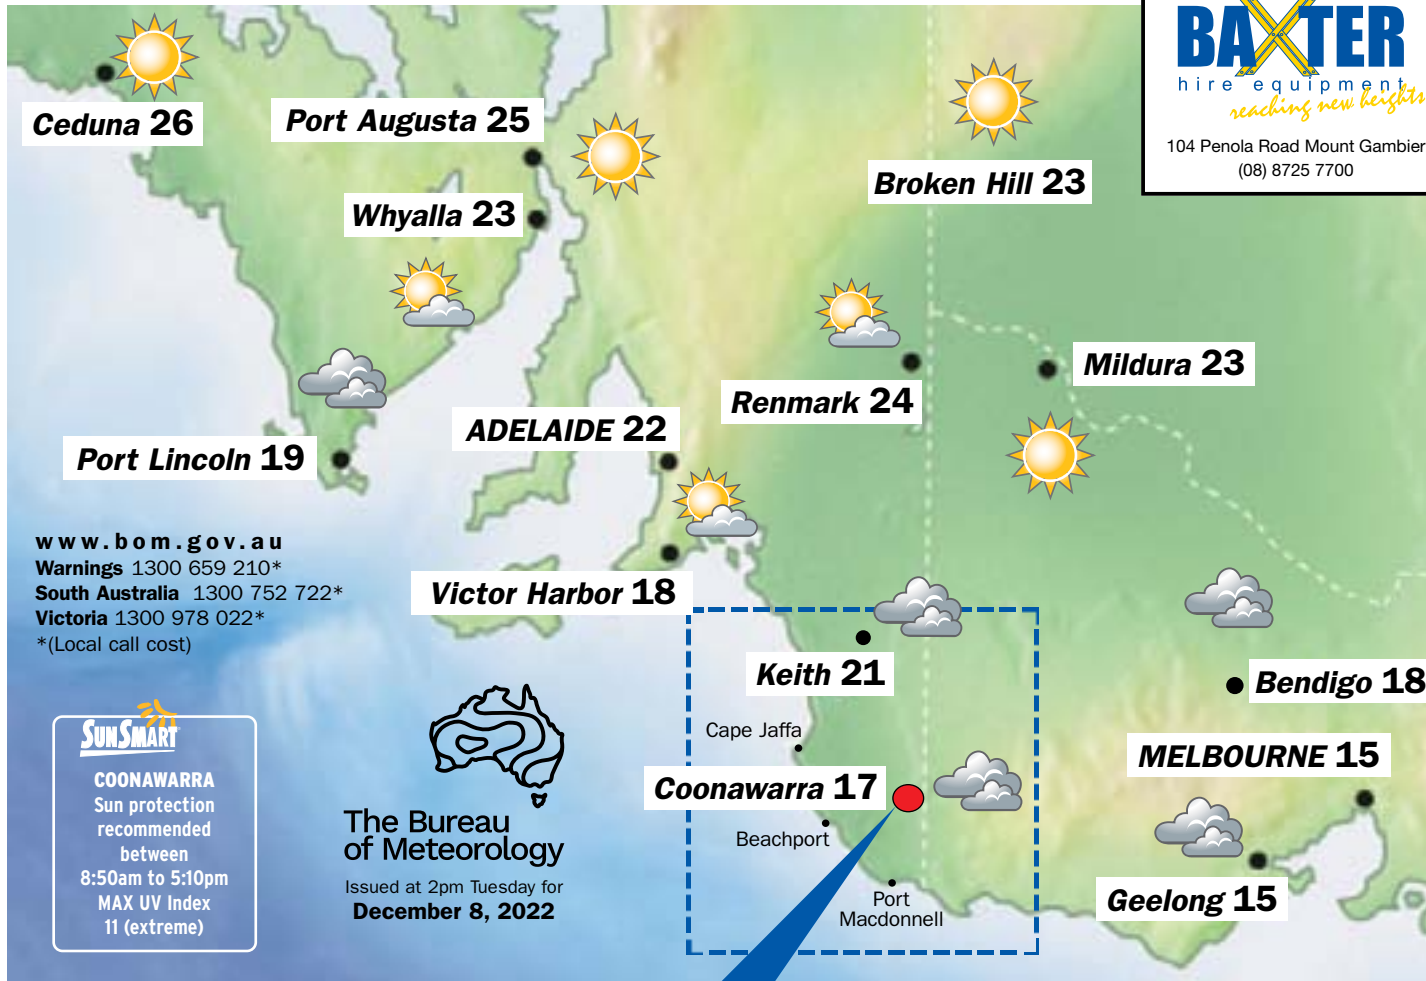 BAXTER
hire equipment
reaching new heights
104 Penola Road Mount Gambier
(08) 8725 7700
Ceduna 26
Port Augusta 25
Whyalla 23
Broken Hill 23
Renmark 24
Mildura 23
ADELAIDE 22
Port Lincoln 19
Victor Harbor 18
www.bom.gov.au
Warnings 1300 659 210*
South Australia 1300 752 722*
Victoria 1300 978 022*
*(Local call cost)
Keith 21
Bendigo 18
Cape Jaffa
MELBOURNE 15
Coonawarra 17
Beachport
Port
Macdonnell
Geelong 15
SUNSMART
COONAWARRA
Sun protection
recommended
between
8:50am to 5:10pm
MAX UV Index
11 (extreme)
The Bureau
of Meteorology
Issued at 2pm Tuesday for
December 8, 2022